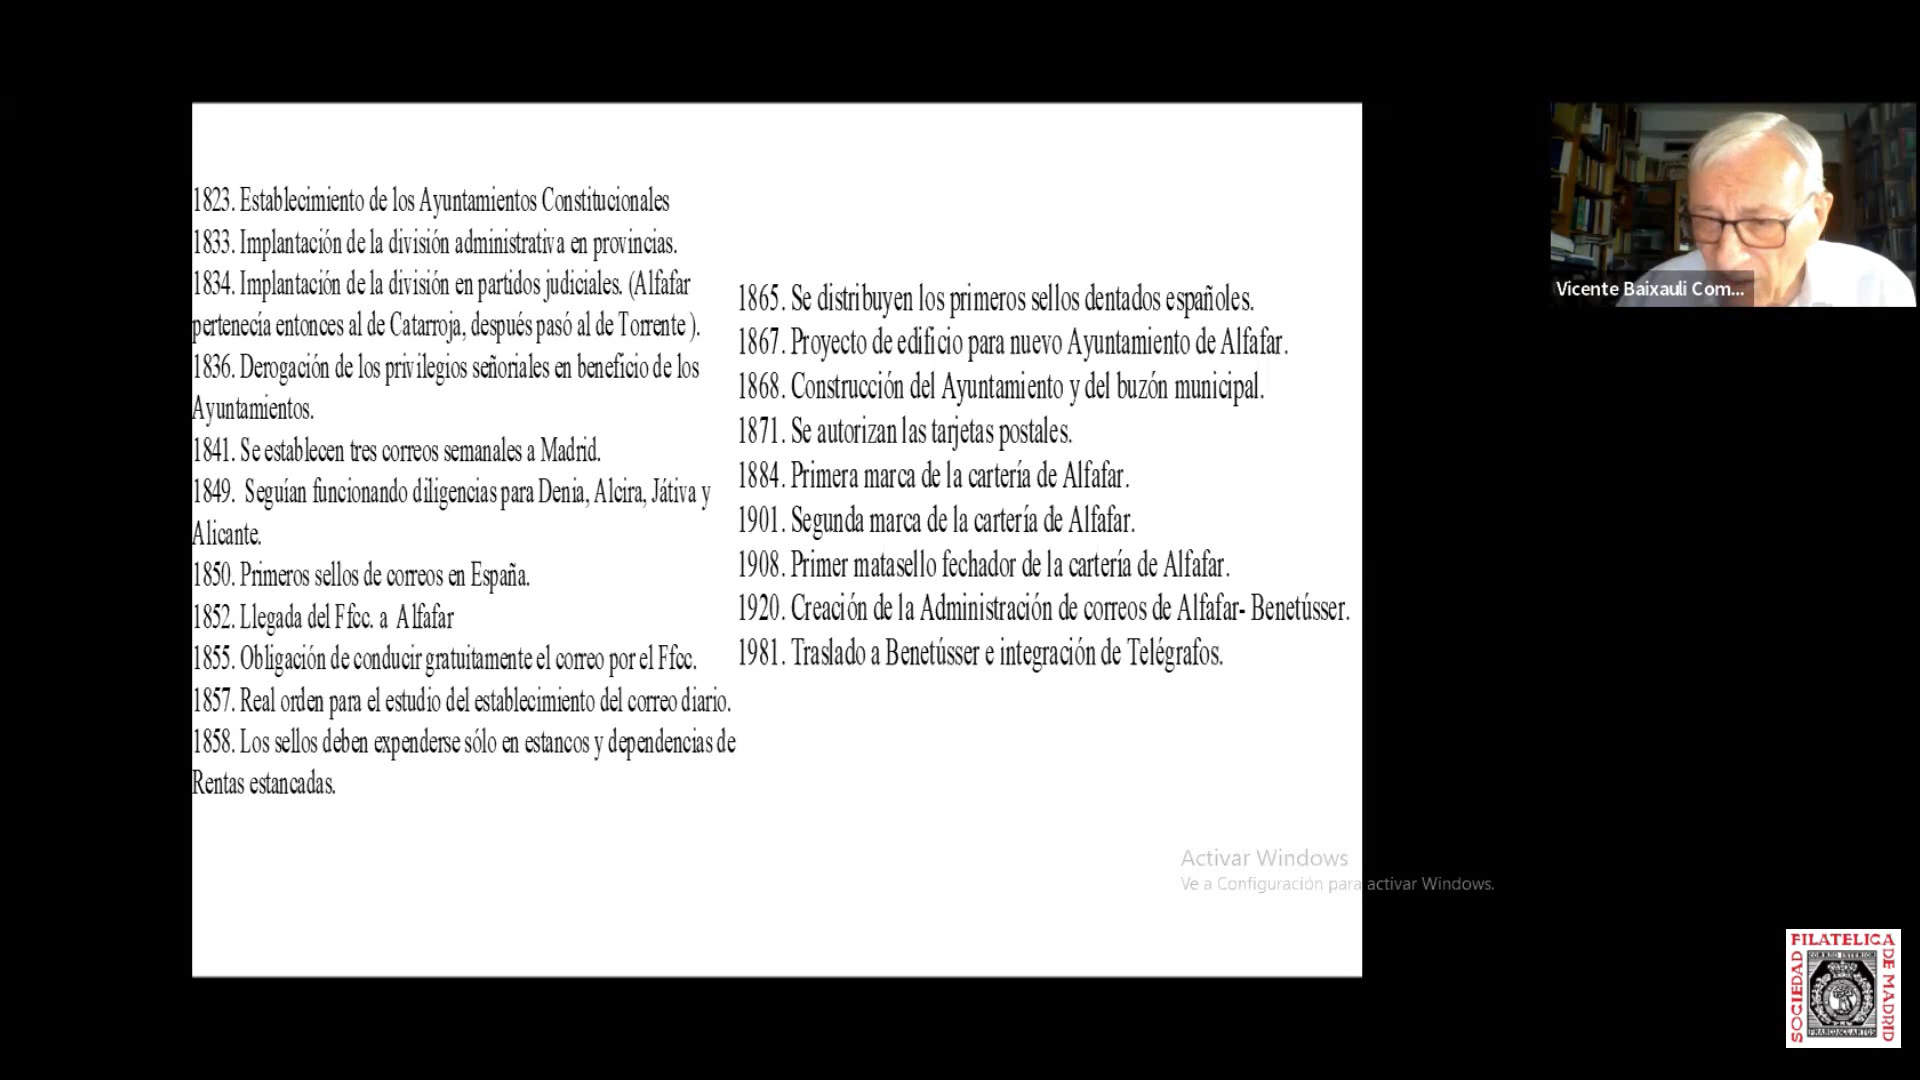 1823. Establecimiento de los Ayuntamientos Constitucionales
1833. Implantación de la división administrativa en provincias.
1834. Implantación de la división en partidos judiciales. (Alfafar
pertenecía entonces al de Catarroja, después pasó al de Torrente ).
1836. Derogación de los privilegios señoriales en beneficio de los
Ayuntamientos.
1841. Se establecen tres correos semanales a Madrid.
1849. Seguían funcionando diligencias para Denia, Alcira, Játiva y
Alicante.
1850. Primeros sellos de correos en España.
1852. Llegada del Ffcc. a Alfafar
1855. Obligación de conducir gratuitamente el correo por el Ffcc.
1857. Real orden para el estudio del establecimiento del correo diario.
1858. Los sellos deben expenderse sólo en estancos y dependencias de
Rentas estancadas.
1865. Se distribuyen los primeros sellos dentados españoles.
1867. Proyecto de edificio para nuevo Ayuntamiento de Alfafar.
1868. Construcción del Ayuntamiento y del buzón municipal.
1871. Se autorizan las tarjetas postales.
1884. Primera marca de la cartería de Alfafar.
1901. Segunda marca de la cartería de Alfafar.
1908. Primer matasello fechador de la cartería de Alfafar.
1920. Creación de la Administración de correos de Alfafar- Benetússer.
1981. Traslado a Benetússer e integración de Telégrafos.
Vicente Baixauli Com...
Activar Windows
Ve a Configuración para activar Windows.
SOCIEDAD
FILATELICA
DE MADRID
CORREO INTERIOR
FRANCO 1 CUARTOS